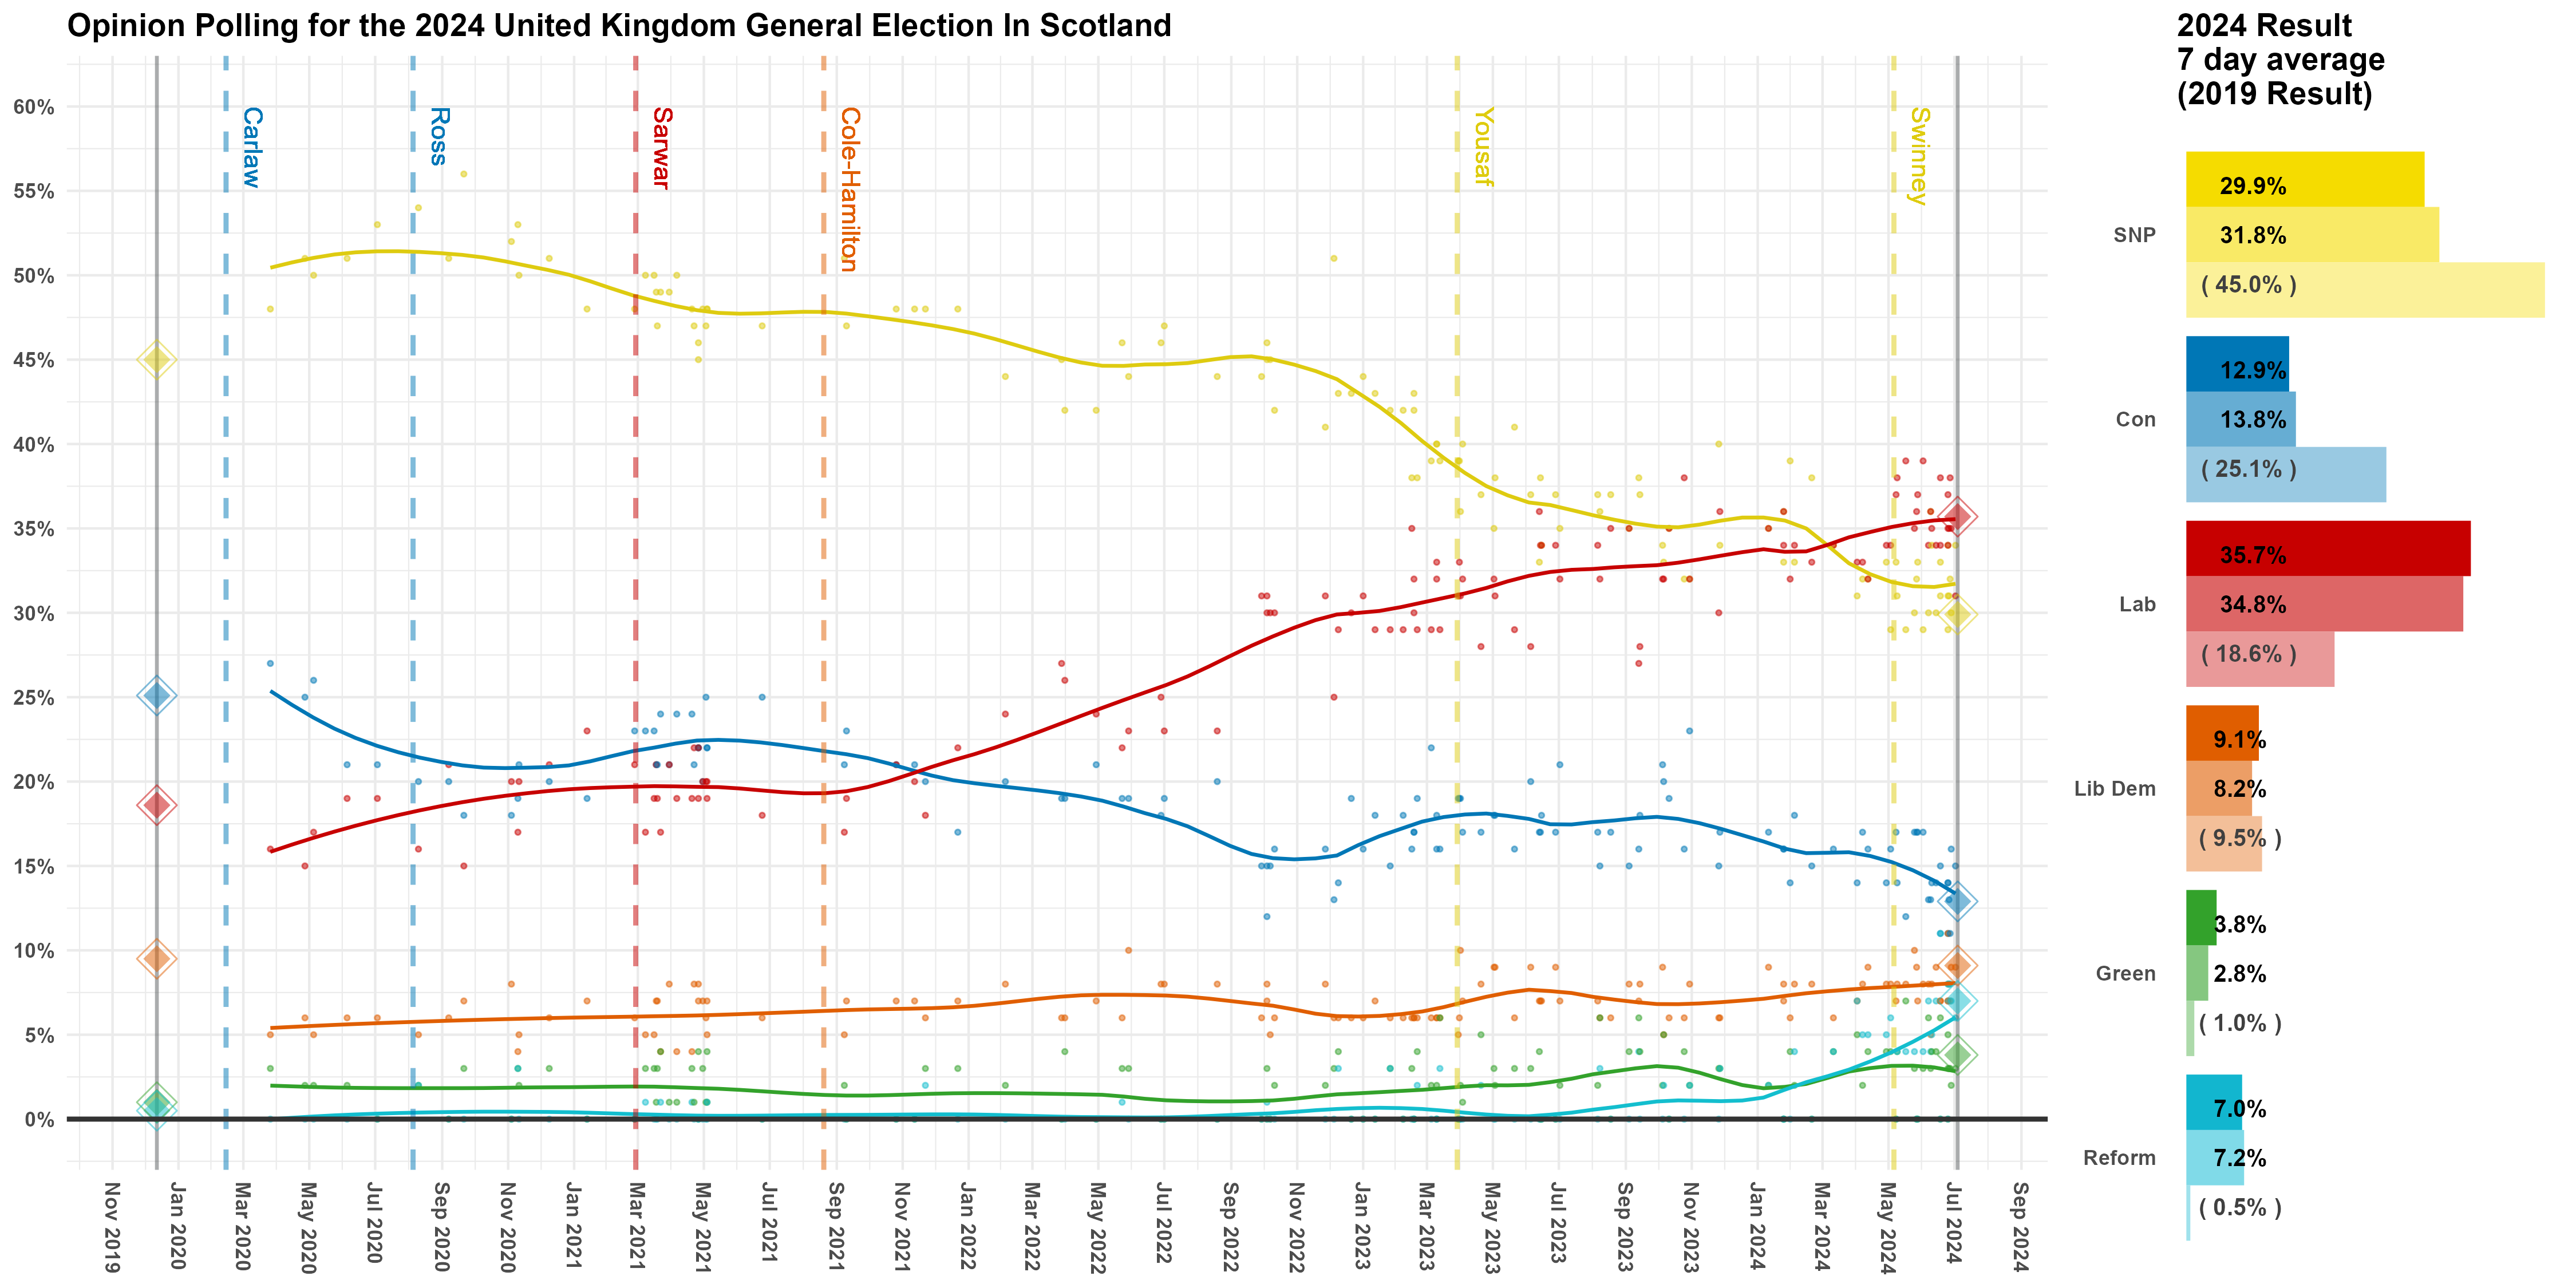 Opinion Polling for the 2024 United Kingdom General Election In Scotland
2024 Result
7 day average
(2019 Result)
60%
55%
50%
45%
40%
35%
30%
25%
20%
15%
10%
5%
0%
Carlaw
Ross
Sarwar
Cole-Hamilton
Yousaf
Swinney
Nov 2019
Jan 2020
Mar 2020
May 2020
Jul 2020
Sep 2020
Nov 2020
Jan 2021
Mar 2021
May 2021
Jul 2021
Sep 2021
Nov 2021
Jan 2022
Mar 2022
May 2022
Jul 2022
Sep 2022
Nov 2022
Jan 2023
Mar 2023
May 2023
Jul 2023
Sep 2023
Nov 2023
Jan 2024
Mar 2024
May 2024
Jul 2024
Sep 2024
SNP
29.9%
31.8%
( 45.0% )
Con
12.9%
13.8%
( 25.1% )
Lab
35.7%
34.8%
( 18.6% )
Lib Dem
9.1%
8.2%
( 9.5% )
Green
3.8%
2.8%
( 1.0% )
Reform
7.0%
7.2%
( 0.5% )